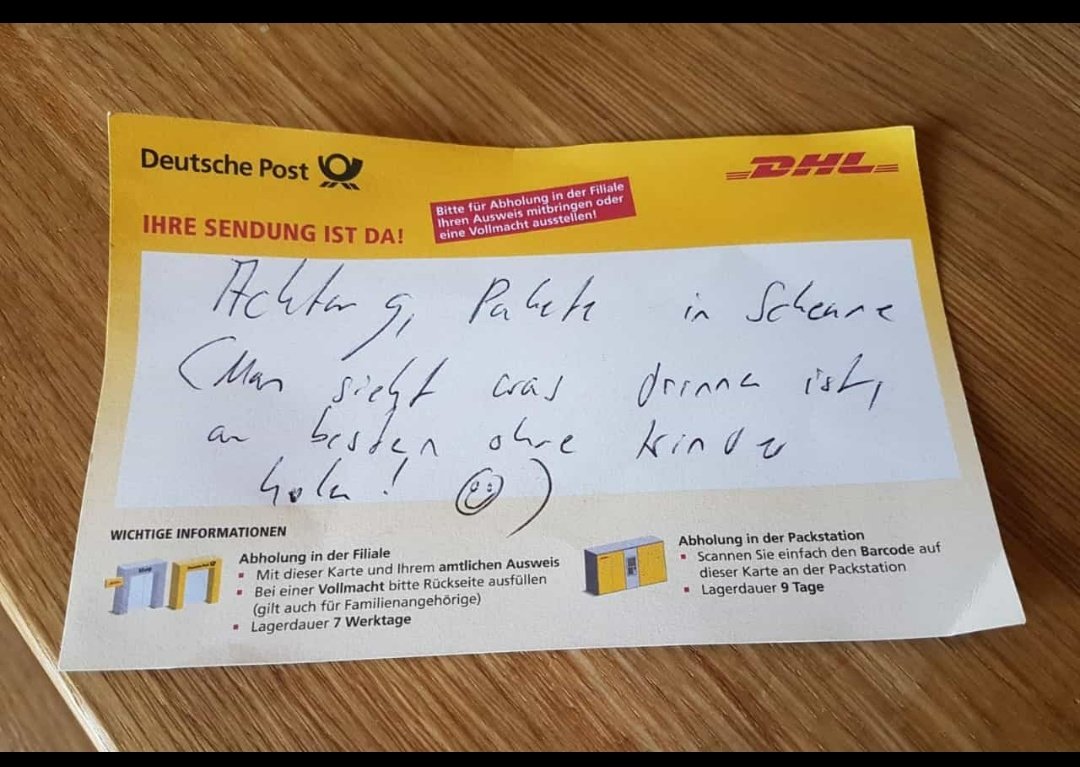 Deutsche Post
DHL
IHRE SENDUNG IST DA!
Bitte für Abholung in der Filiale
Ihren Ausweis mitbringen oder
eine Vollmacht ausstellen!
Achtung, Pakete in Scheune
(Man sieht was drinne ist,
am besten ohne Kinder
holen! )
WICHTIGE INFORMATIONEN
Abholung in der Filiale
Mit dieser Karte und Ihrem amtlichen Ausweis
Bei einer Vollmacht bitte Rückseite ausfüllen
(gilt auch für Familienangehörige)
Lagerdauer 7 Werktage
Deutsche Post
Abholung in der Packstation
Scannen Sie einfach den Barcode auf
dieser Karte an der Packstation
Lagerdauer 9 Tage